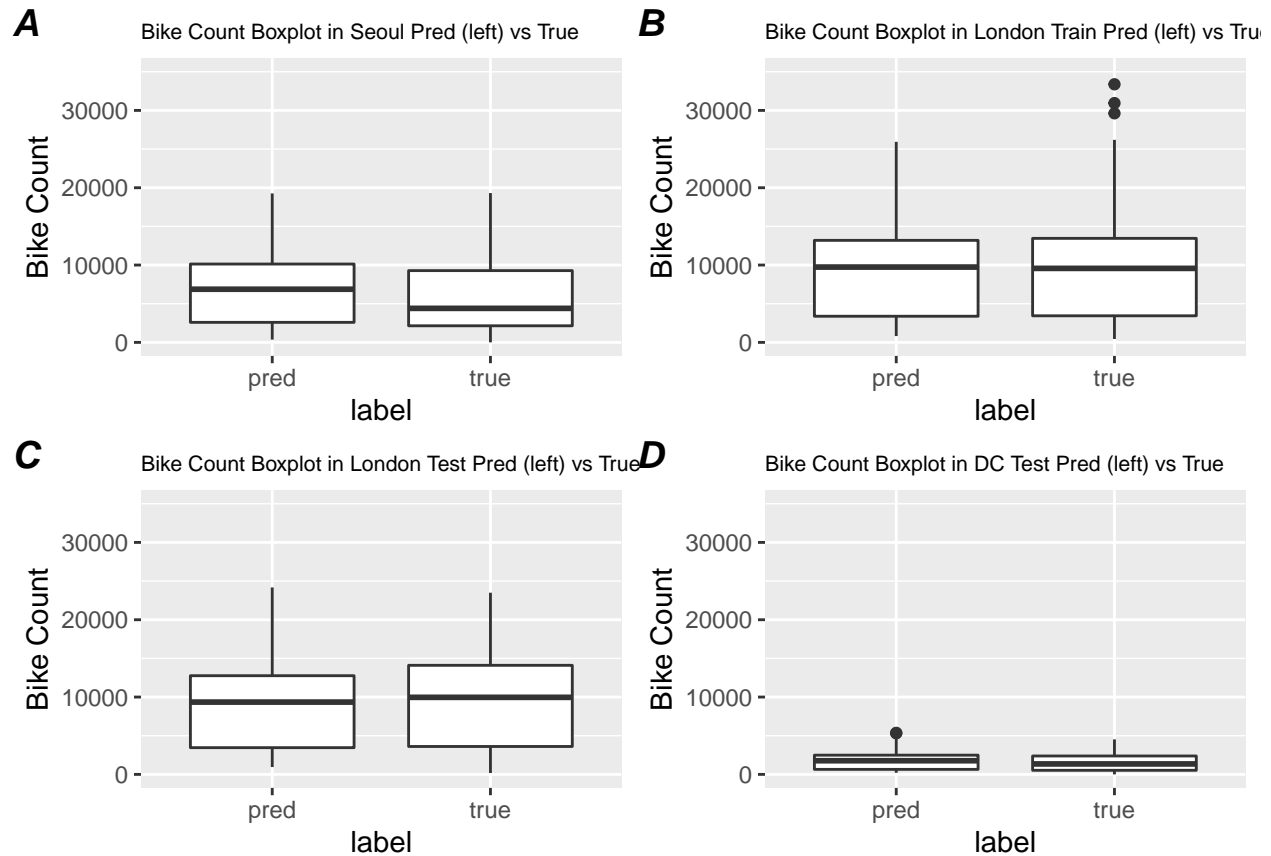 A
Bike Count Boxplot in Seoul Pred (left) vs True
Bike Count
30000
20000
10000
0
pred true
label
B
Bike Count Boxplot in London Train Pred (left) vs Tru
Bike Count
30000
20000
10000
0
pred true
label
C
Bike Count Boxplot in London Test Pred (left) vs True
Bike Count
30000
20000
10000
0
pred true
label
D
Bike Count Boxplot in DC Test Pred (left) vs True
Bike Count
30000
20000
10000
0
pred true
label